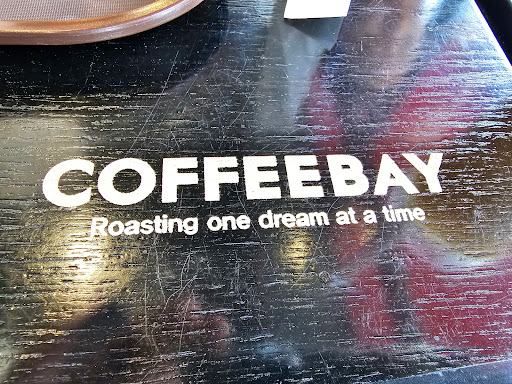 COFFEEBAY
Roasting one dream at a time